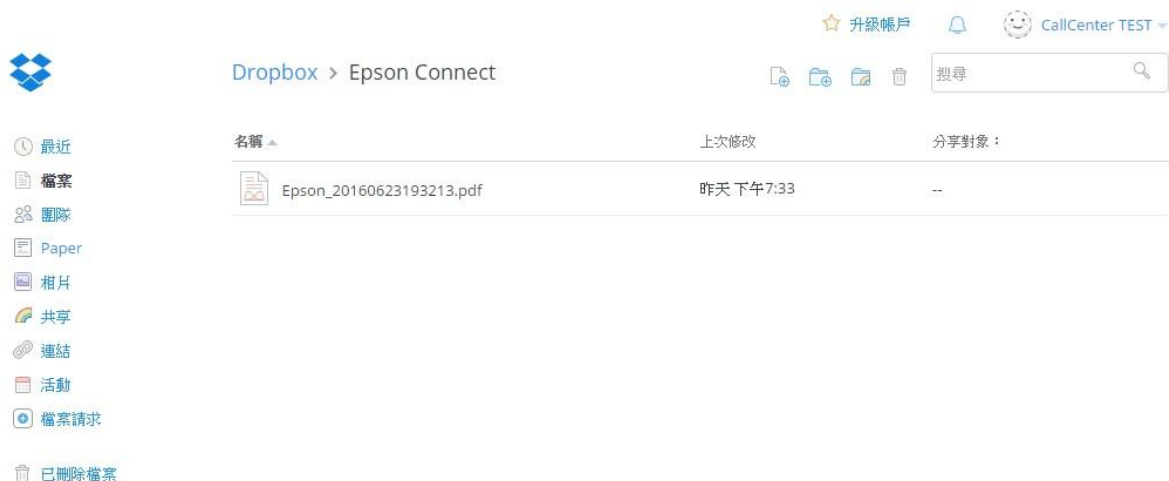 升級帳戶 CallCenter TEST
Dropbox > Epson Connect
搜尋
最近
檔案
團隊
Paper
相片
共享
連結
活動
檔案請求
已刪除檔案
名稱 上次修改 分享對象：
Epson_20160623193213.pdf 昨天 下午7:33 --